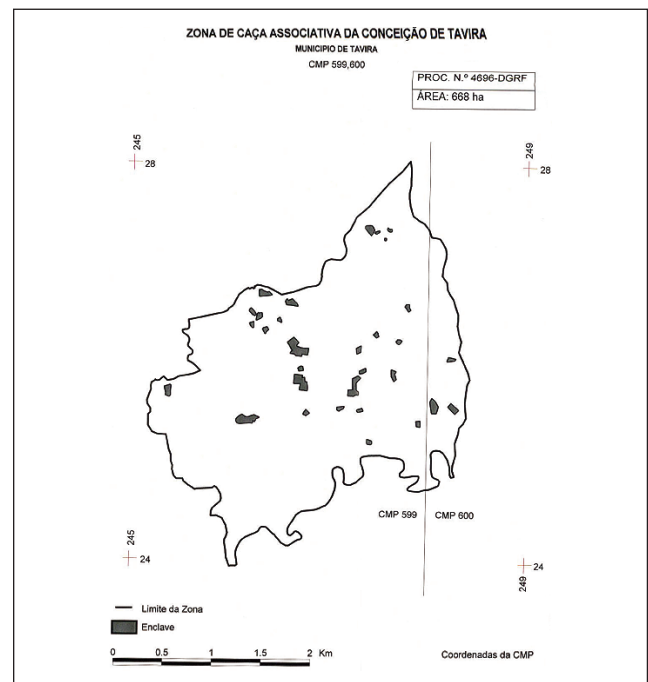 ZONA DE CAÇA ASSOCIATIVA DA CONCEIÇÃO DE TAVIRA
MUNICIPIO DE TAVIRA
CMP 599,600
PROC. N.º 4696-DGRF
ÁREA: 668 ha
245
28
249
28
CMP 599
CMP 600
245
24
249
24
Limite da Zona
Enclave
0 0.5 1 1.5 2 Km
Coordenadas da CMP